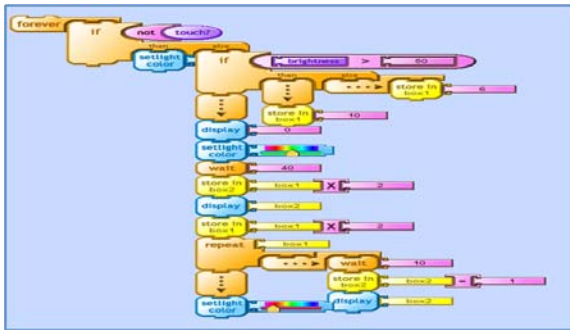 forever
if not touch?
then else
setlight color if brightness > 50
then else
store in box1 6
store in box1 10
display 0
setlight color
wait 40
store in box2 box1 X 2
display box2
store in box1 box1 X 2
repeat box1
wait 10
store in box2 box2 - 1
setlight color display box2